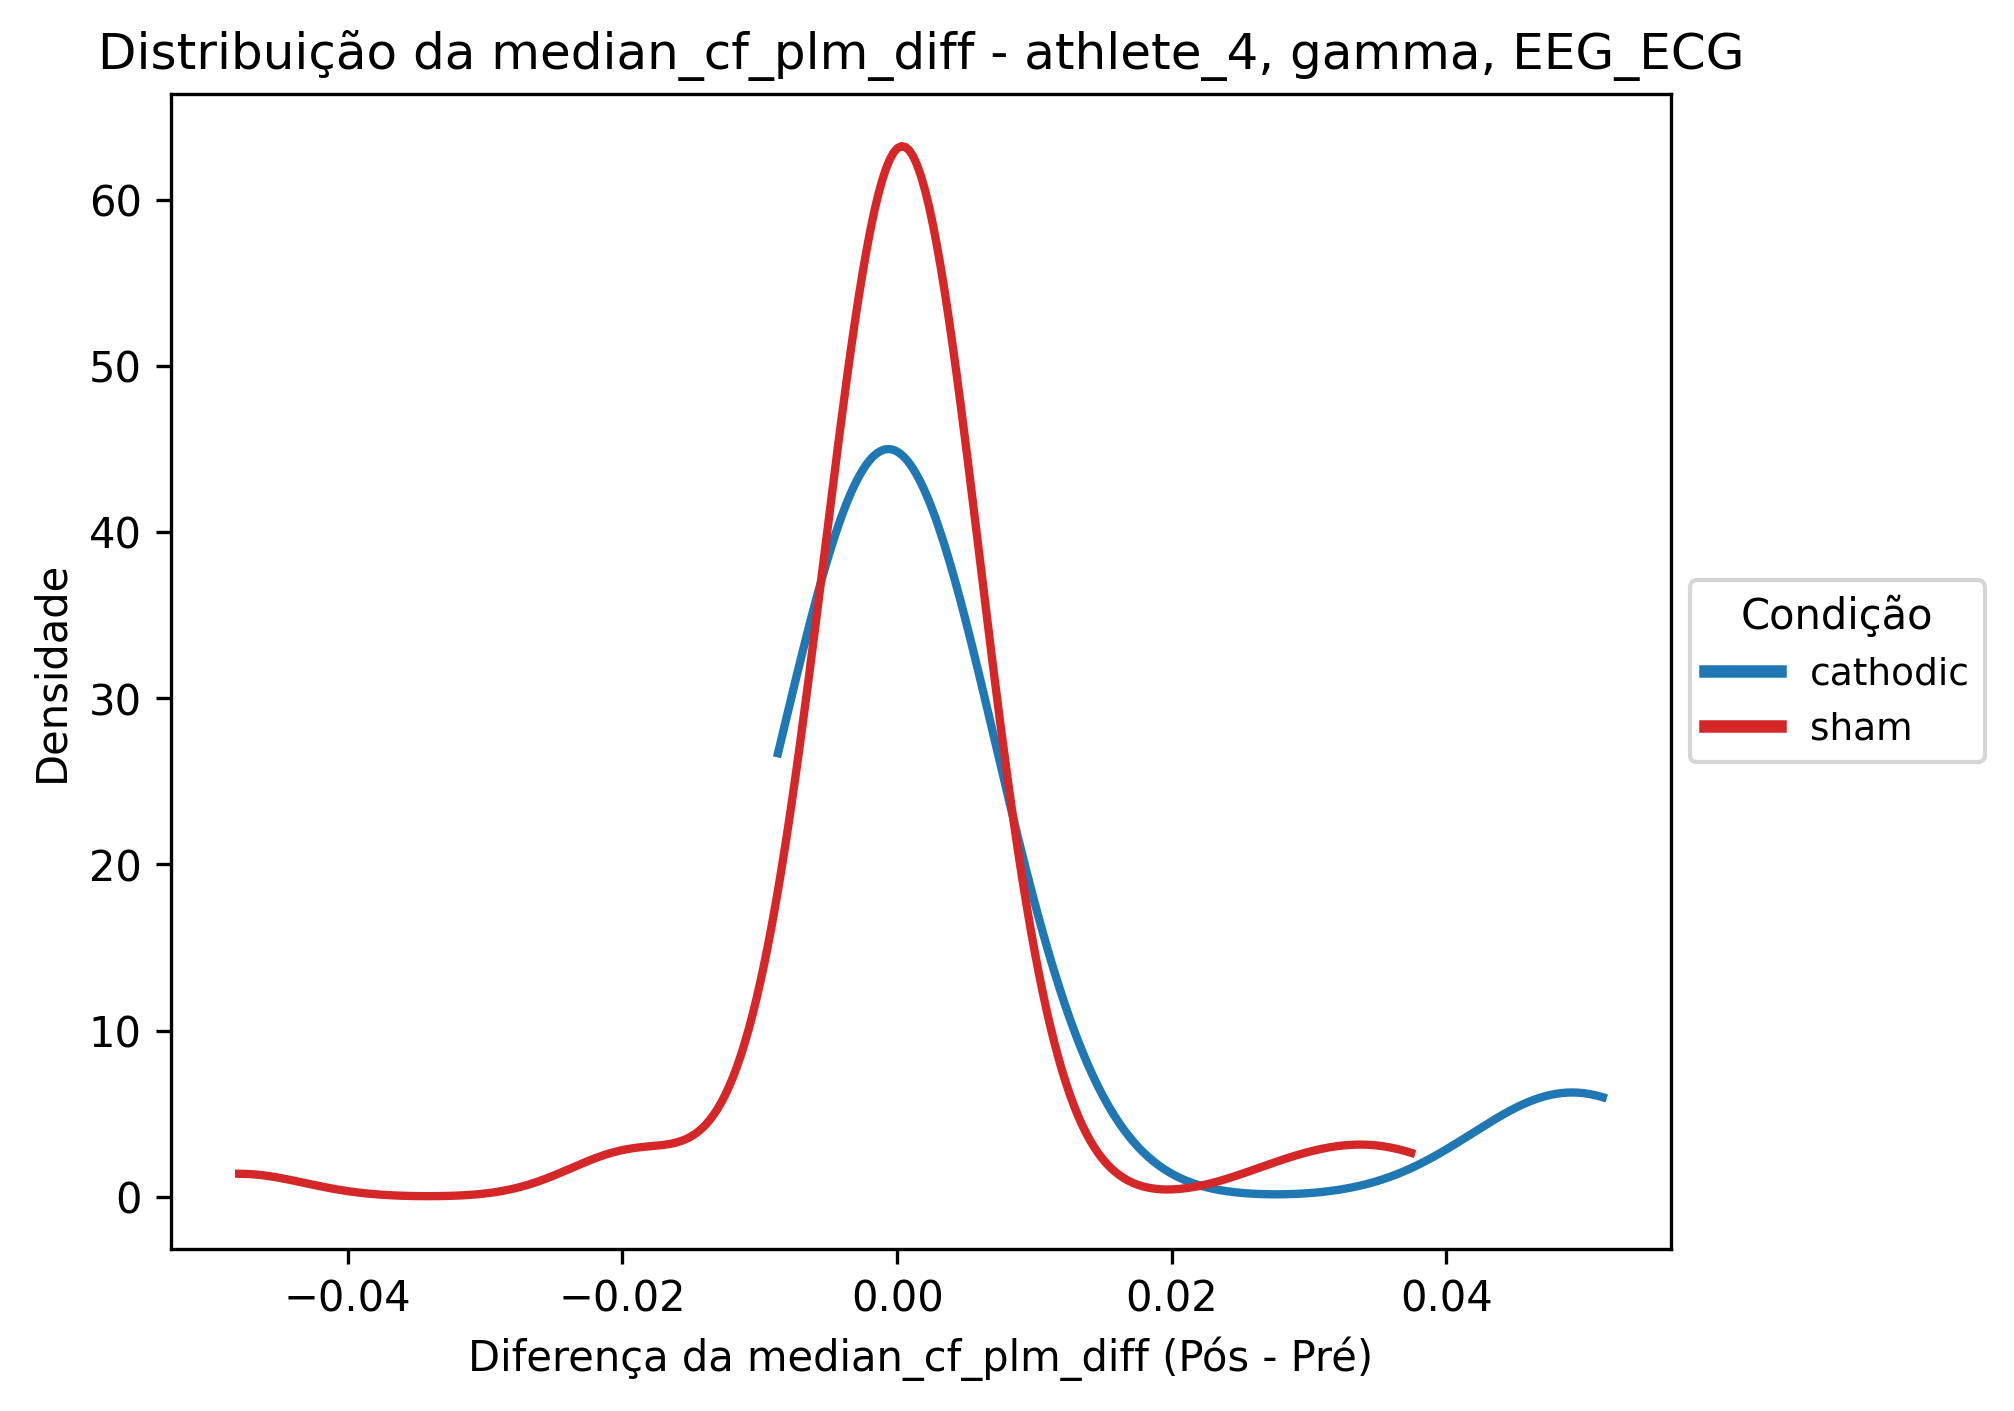 Distribuição da median_cf_plm_diff - athlete_4, gamma, EEG_ECG
Densidade
60
50
40
30
20
10
0
−0.04 −0.02 0.00 0.02 0.04
Diferença da median_cf_plm_diff (Pós - Pré)
Condição
cathodic
sham